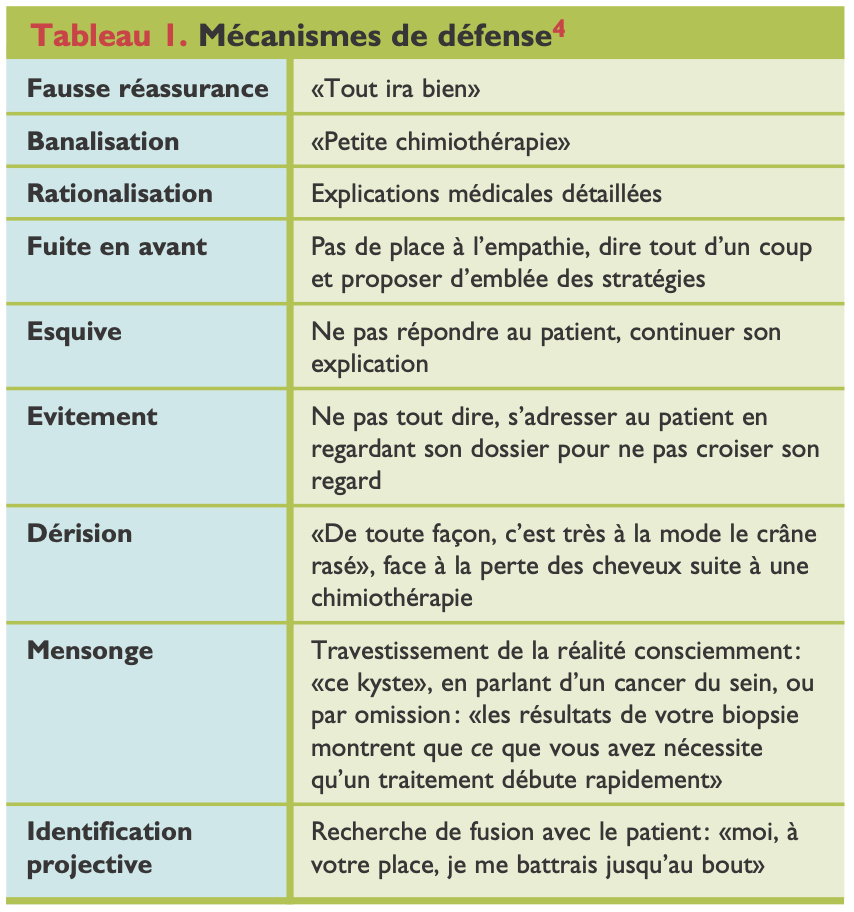 Tableau 1. Mécanismes de défense4
Fausse réassurance «Tout ira bien»
Banalisation «Petite chimiothérapie»
Rationalisation Explications médicales détaillées
Fuite en avant Pas de place à l’empathie, dire tout d’un coup
et proposer d’emblée des stratégies
Esquive Ne pas répondre au patient, continuer son
explication
Evitement Ne pas tout dire, s’adresser au patient en
regardant son dossier pour ne pas croiser son
regard
Dérision «De toute façon, c’est très à la mode le crâne
rasé», face à la perte des cheveux suite à une
chimiothérapie
Mensonge Travestissement de la réalité consciemment:
«ce kyste», en parlant d’un cancer du sein, ou
par omission: «les résultats de votre biopsie
montrent que ce que vous avez nécessite
qu’un traitement débute rapidement»
Identification Recherche de fusion avec le patient: «moi, à
projective votre place, je me battrais jusqu’au bout»